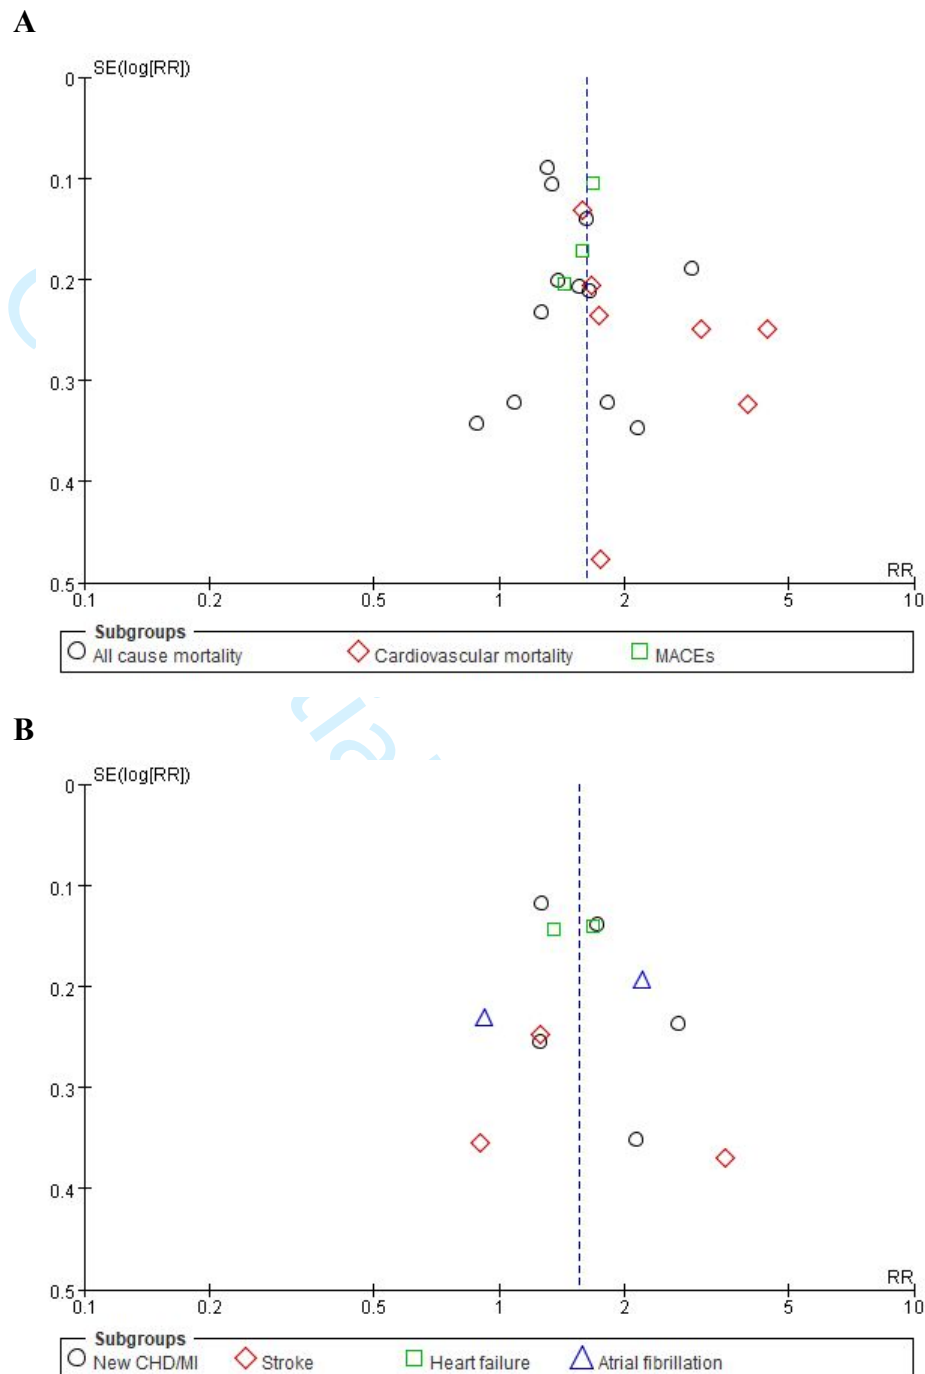 A
SE(log[RR])
0
0.1
0.2
0.3
0.4
0.5
RR
0.1 0.2 0.5 1 2 5 10
Subgroups
All cause mortality Cardiovascular mortality MACEs
B
SE(log[RR])
0
0.1
0.2
0.3
0.4
0.5
RR
0.1 0.2 0.5 1 2 5 10
Subgroups
New CHD/MI Stroke Heart failure Atrial fibrillation